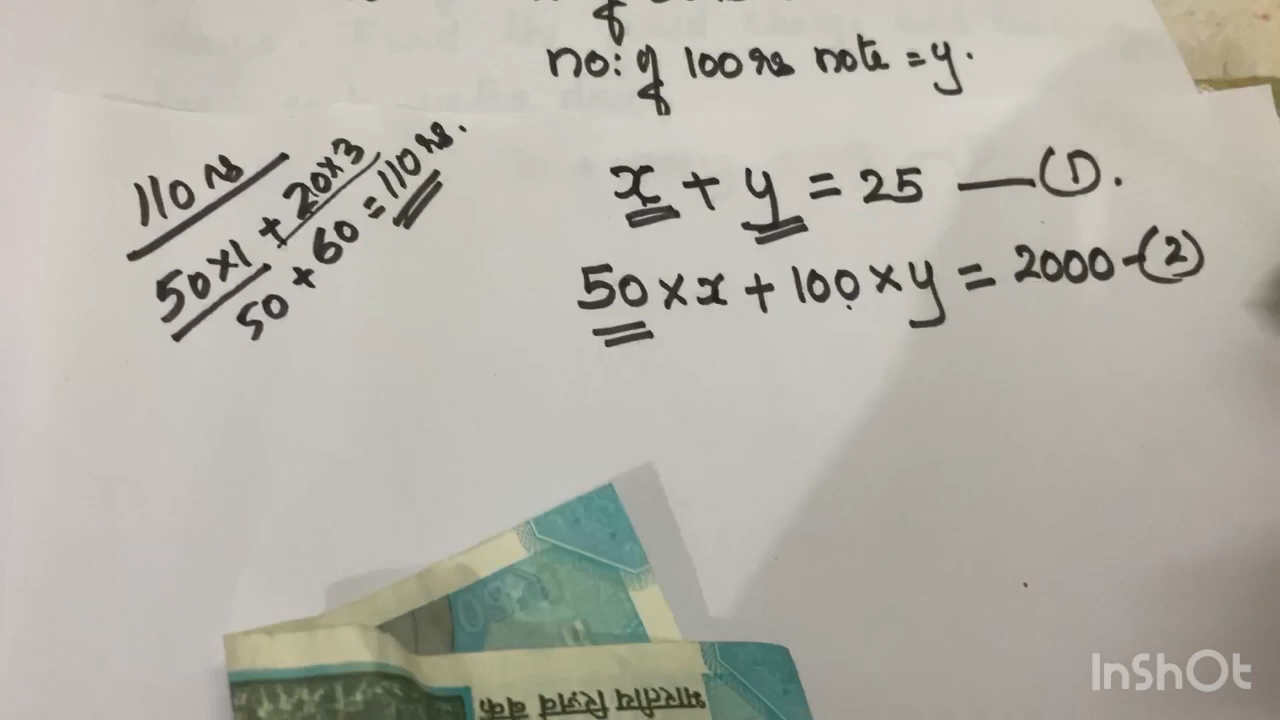 no: of 100 rs note = y.
110 rs
50×1 + 20×3
50 + 60 = 110 rs.
x + y = 25 —(1).
50 × x + 100 × y = 2000 -(2)
भारतीय रिज़र्व बैंक
InShOt